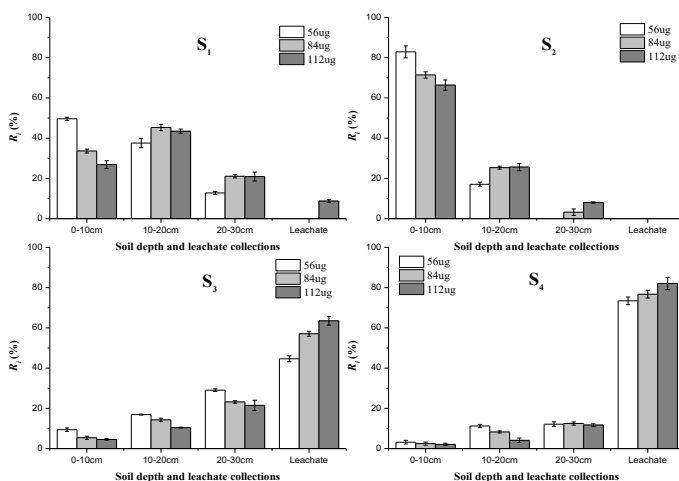 S1
56ug
84ug
112ug
100
80
60
40
20
0
Ri (%)
0-10cm 10-20cm 20-30cm Leachate
Soil depth and leachate collections
S2
56ug
84ug
112ug
100
80
60
40
20
0
Ri (%)
0-10cm 10-20cm 20-30cm Leachate
Soil depth and leachate collections
S3
56ug
84ug
112ug
100
80
60
40
20
0
Ri (%)
0-10cm 10-20cm 20-30cm Leachate
Soil depth and leachate collections
S4
56ug
84ug
112ug
100
80
60
40
20
0
Ri (%)
0-10cm 10-20cm 20-30cm Leachate
Soil depth and leachate collections